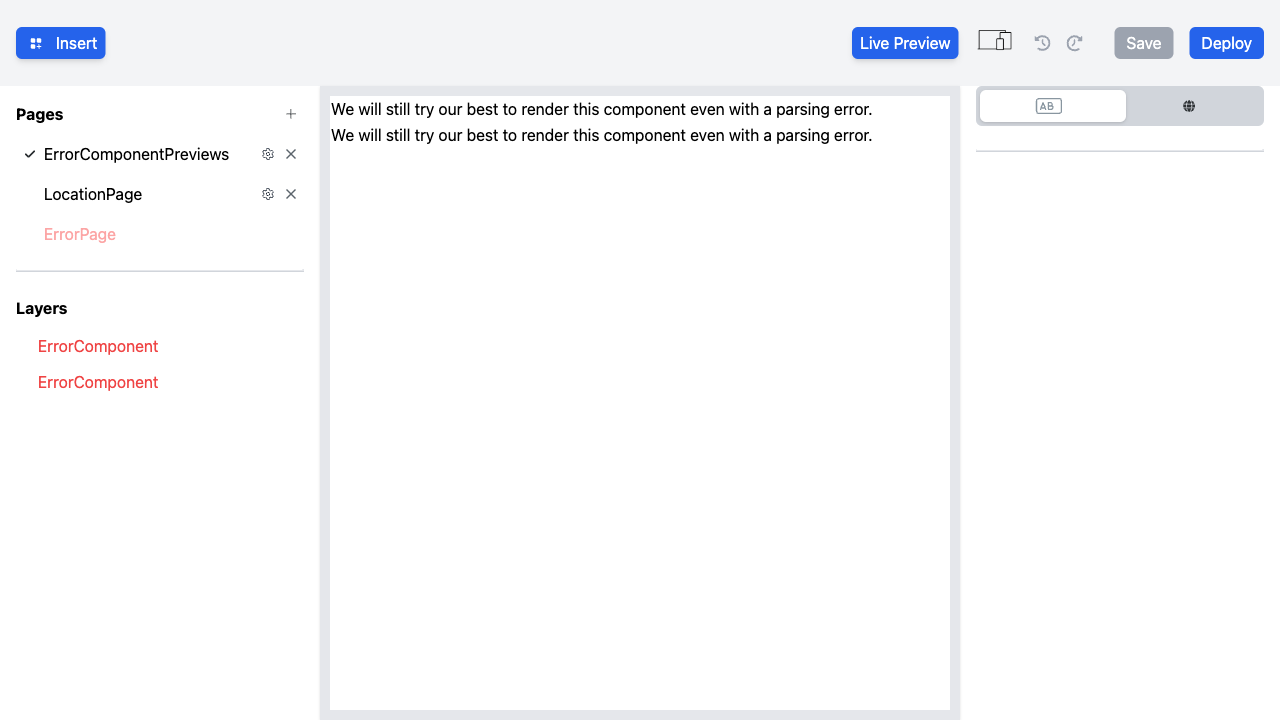 Insert
Live Preview
Save
Deploy
Pages
ErrorComponentPreviews
LocationPage
ErrorPage
Layers
ErrorComponent
ErrorComponent
We will still try our best to render this component even with a parsing error.
We will still try our best to render this component even with a parsing error.
AB